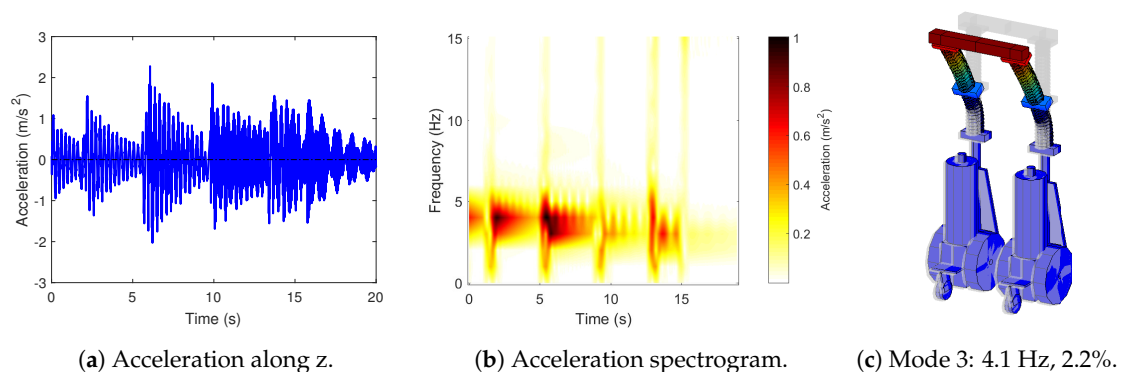 3
2
1
0
-1
-2
-3
Acceleration (m/s²)
0 5 10 15 20
Time (s)
15
10
5
0
Frequency (Hz)
0 5 10 15
Time (s)
1
0.8
0.6
0.4
0.2
Acceleration (m/s²)
(a) Acceleration along z.
(b) Acceleration spectrogram.
(c) Mode 3: 4.1 Hz, 2.2%.